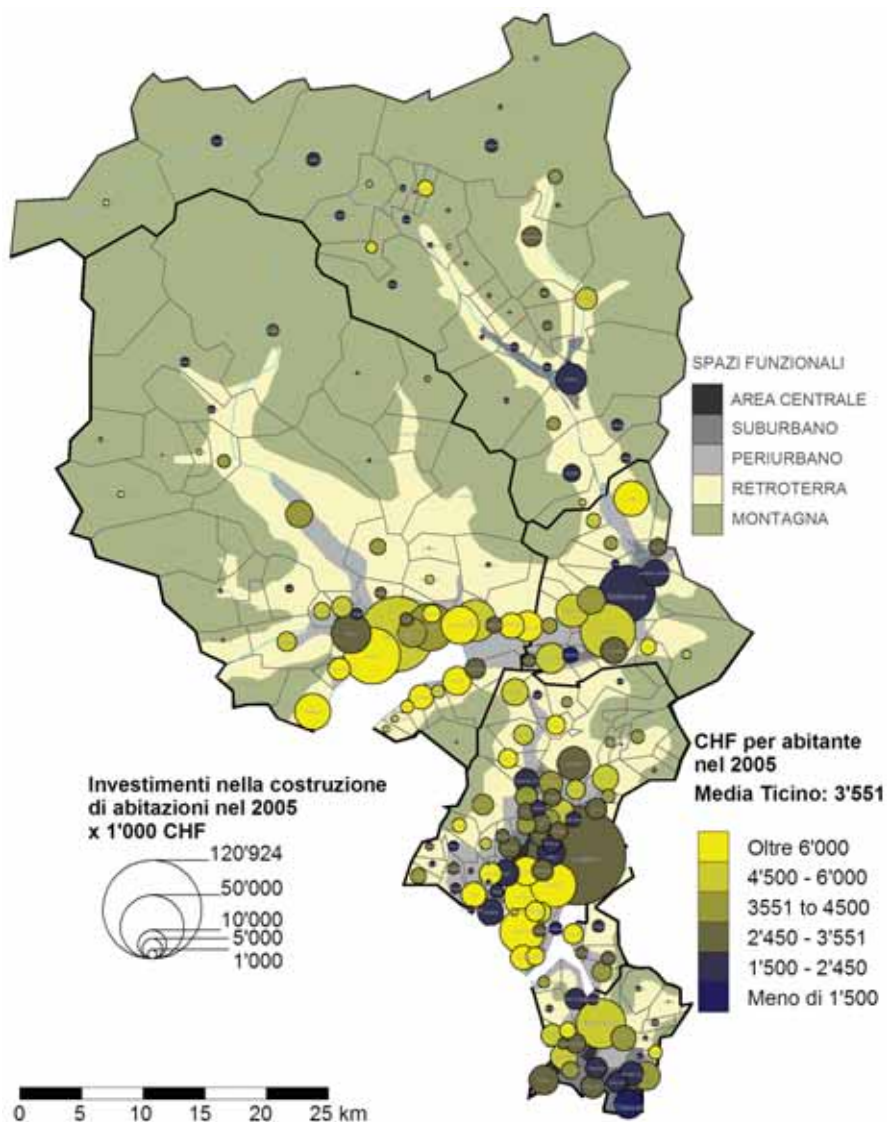 SPAZI FUNZIONALI
AREA CENTRALE
SUBURBANO
PERIURBANO
RETROTERRA
MONTAGNA
CHF per abitante
nel 2005
Media Ticino: 3'551
Oltre 6'000
4'500 - 6'000
3551 to 4500
2'450 - 3'551
1'500 - 2'450
Meno di 1'500
Investimenti nella costruzione
di abitazioni nel 2005
x 1'000 CHF
120'924
50'000
10'000
5'000
1'000
0 5 10 15 20 25 km